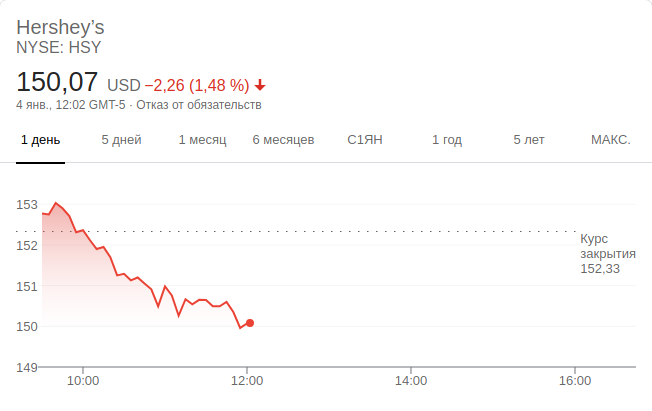 Hershey’s
NYSE: HSY
150,07 USD −2,26 (1,48 %)
4 янв., 12:02 GMT-5 · Отказ от обязательств
1 день 5 дней 1 месяц 6 месяцев С1ЯН 1 год 5 лет МАКС.
153
152
151
150
149
Курс
закрытия
152,33
10:00 12:00 14:00 16:00